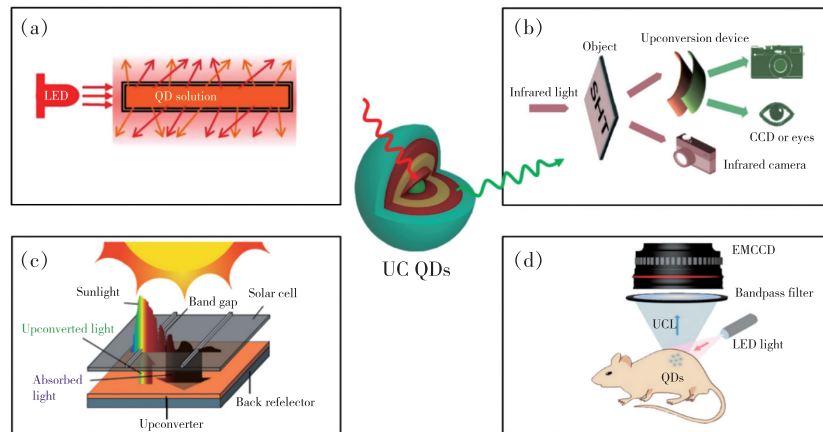 (a)
LED
QD solution
(b)
Object
Upconversion device
Infrared light
SHT
CCD or eyes
Infrared camera
UC QDs
(c)
Sunlight
Band gap
Solar cell
Upconverted light
Absorbed
light
Back refelector
Upconverter
(d)
EMCCD
Bandpass filter
UCL
LED light
QDs